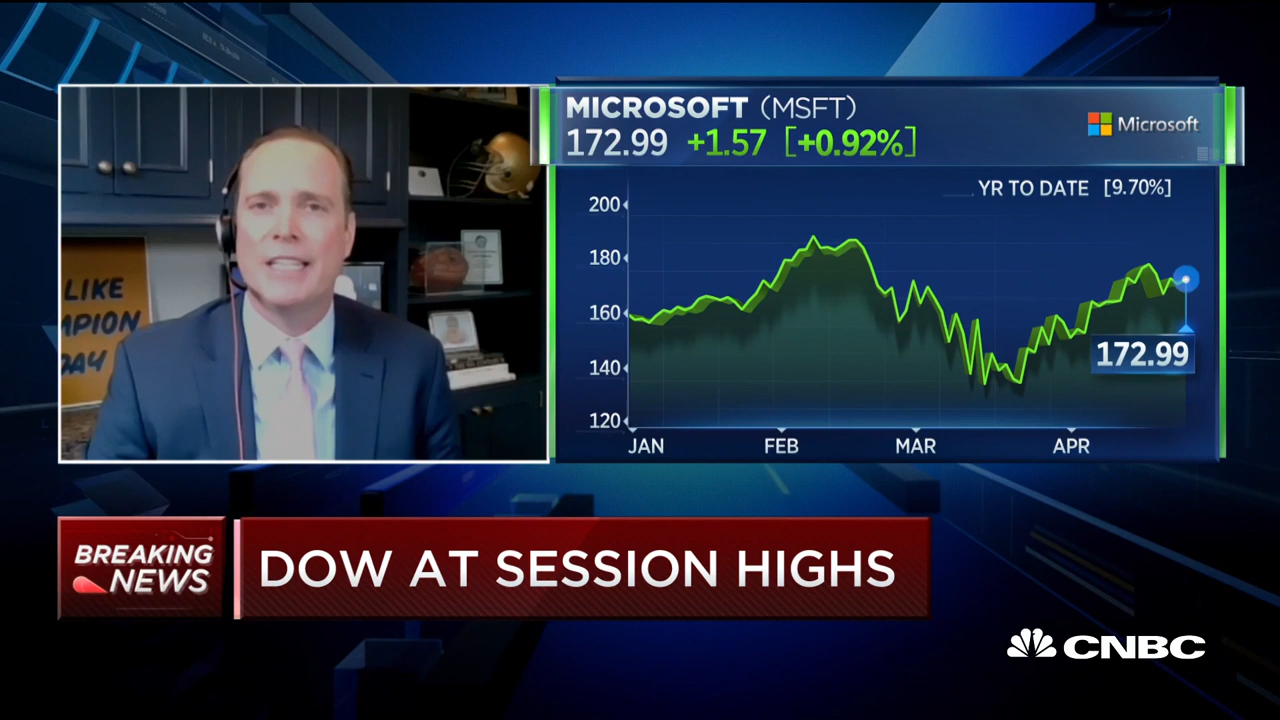 LIKE
MPION
DAY
MICROSOFT (MSFT)
172.99 +1.57 [+0.92%]
Microsoft
YR TO DATE [9.70%]
200
180
160
140
120
172.99
JAN FEB MAR APR
BREAKING NEWS
DOW AT SESSION HIGHS
CNBC